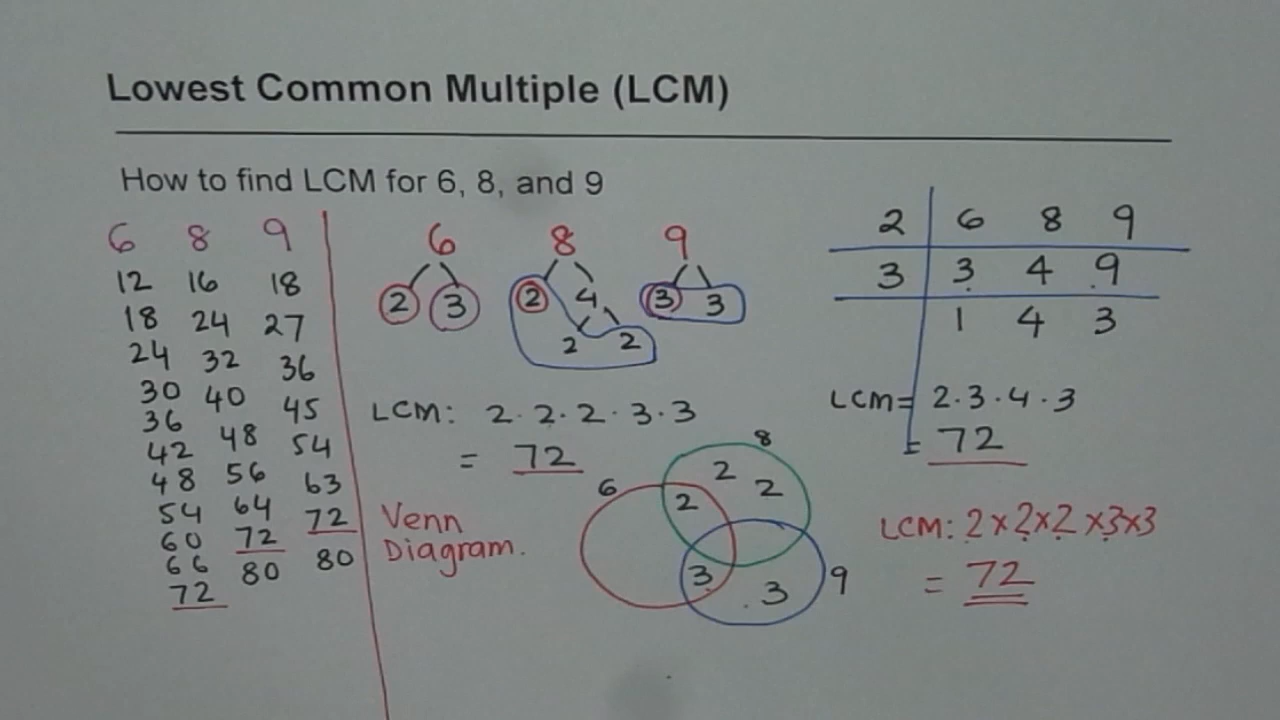 Lowest Common Multiple (LCM)
How to find LCM for 6, 8, and 9
6 8 9
12 16 18
18 24 27
24 32 36
30 40 45
36 48 54
42 56 63
48 64 72
54 72 80
60 80
66
72
6
2 3
8
2 4
2 2
9
3 3
LCM: 2·2·2·3·3
= 72
Venn
Diagram.
6
8
2 2
2
3
.3
9
2 6 8 9
3 3 4 9
1 4 3
LCM= 2·3·4·3
= 72
LCM: 2×2×2×3×3
= 72